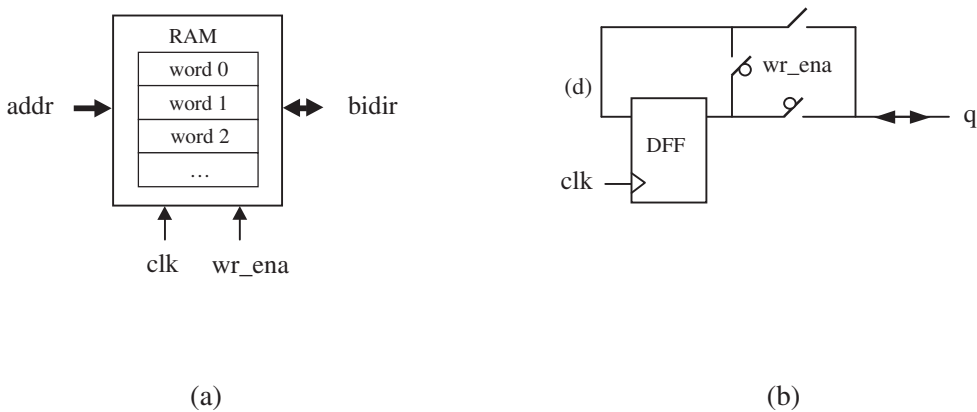 RAM
word 0
word 1
word 2
...
addr
bidir
clk
wr_ena
(a)
wr_ena
(d)
DFF
clk
q
(b)